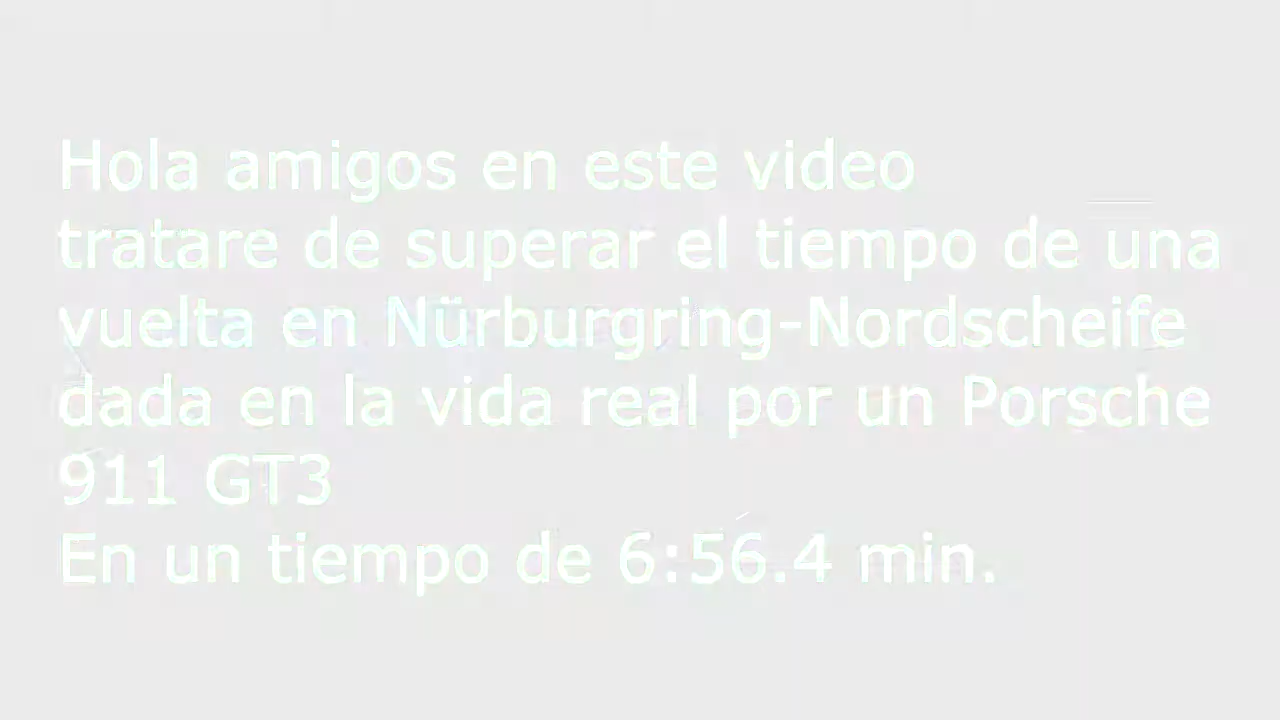 Hola amigos en este video
tratare de superar el tiempo de una
vuelta en Nürburgring-Nordscheife
dada en la vida real por un Porsche
911 GT3
En un tiempo de 6:56.4 min.